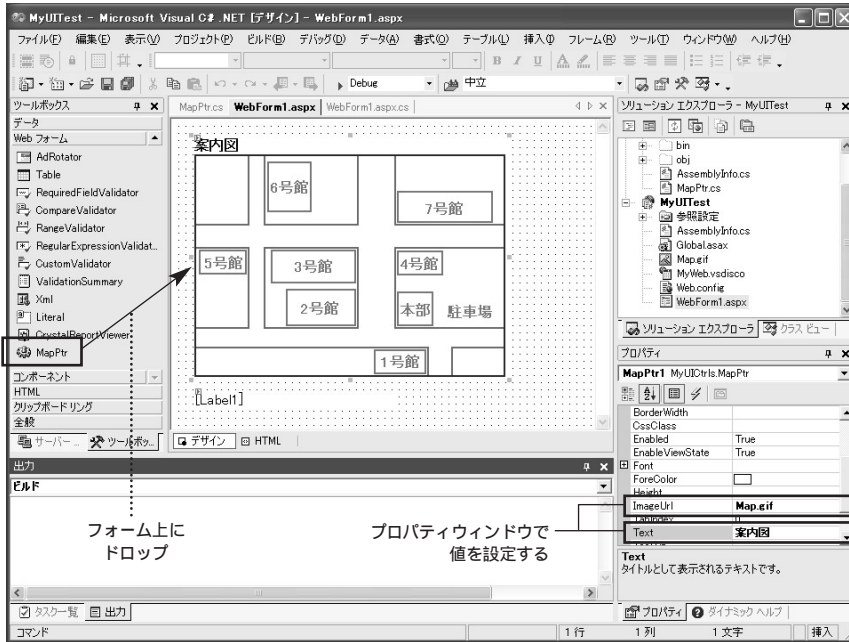 MyUITest - Microsoft Visual C# .NET [デザイン] - WebForm1.aspx
ファイル(F) 編集(E) 表示(V) プロジェクト(P) ビルド(B) デバッグ(D) データ(A) 書式(O) テーブル(L) 挿入(I) フレーム(R) ツール(T) ウィンドウ(W) ヘルプ(H)
B I U
Debug 中立
ツールボックス
データ
Web フォーム
AdRotator
Table
RequiredFieldValidator
CompareValidator
RangeValidator
RegularExpressionValidat...
CustomValidator
ValidationSummary
Xml
Literal
CrystalReportViewer
MapPtr
コンポーネント
HTML
クリップボード リング
全般
サーバー ... ツールボッ...
MapPtr.cs WebForm1.aspx WebForm1.aspx.cs
案内図
6号館
7号館
5号館 3号館 4号館
2号館 本部 駐車場
1号館
[Label1]
デザイン HTML
ソリューション エクスプローラ - MyUITest
bin
obj
AssemblyInfo.cs
MapPtr.cs
MyUITest
参照設定
AssemblyInfo.cs
Global.asax
Map.gif
MyWeb.vsdisco
Web.config
WebForm1.aspx
ソリューション エクスプローラ クラス ビュー
プロパティ
MapPtr1 MyUICtrls.MapPtr
BorderWidth
CssClass
Enabled True
EnableViewState True
Font
ForeColor
Height
ImageUrl Map.gif
TabIndex 0
Text 案内図
Text
タイトルとして表示されるテキストです。
プロパティ ダイナミック ヘルプ
出力
ビルド
フォーム上に
ドロップ
プロパティウィンドウで
値を設定する
タスク一覧 出力
コマンド 1 行 1 列 1 文字 挿入